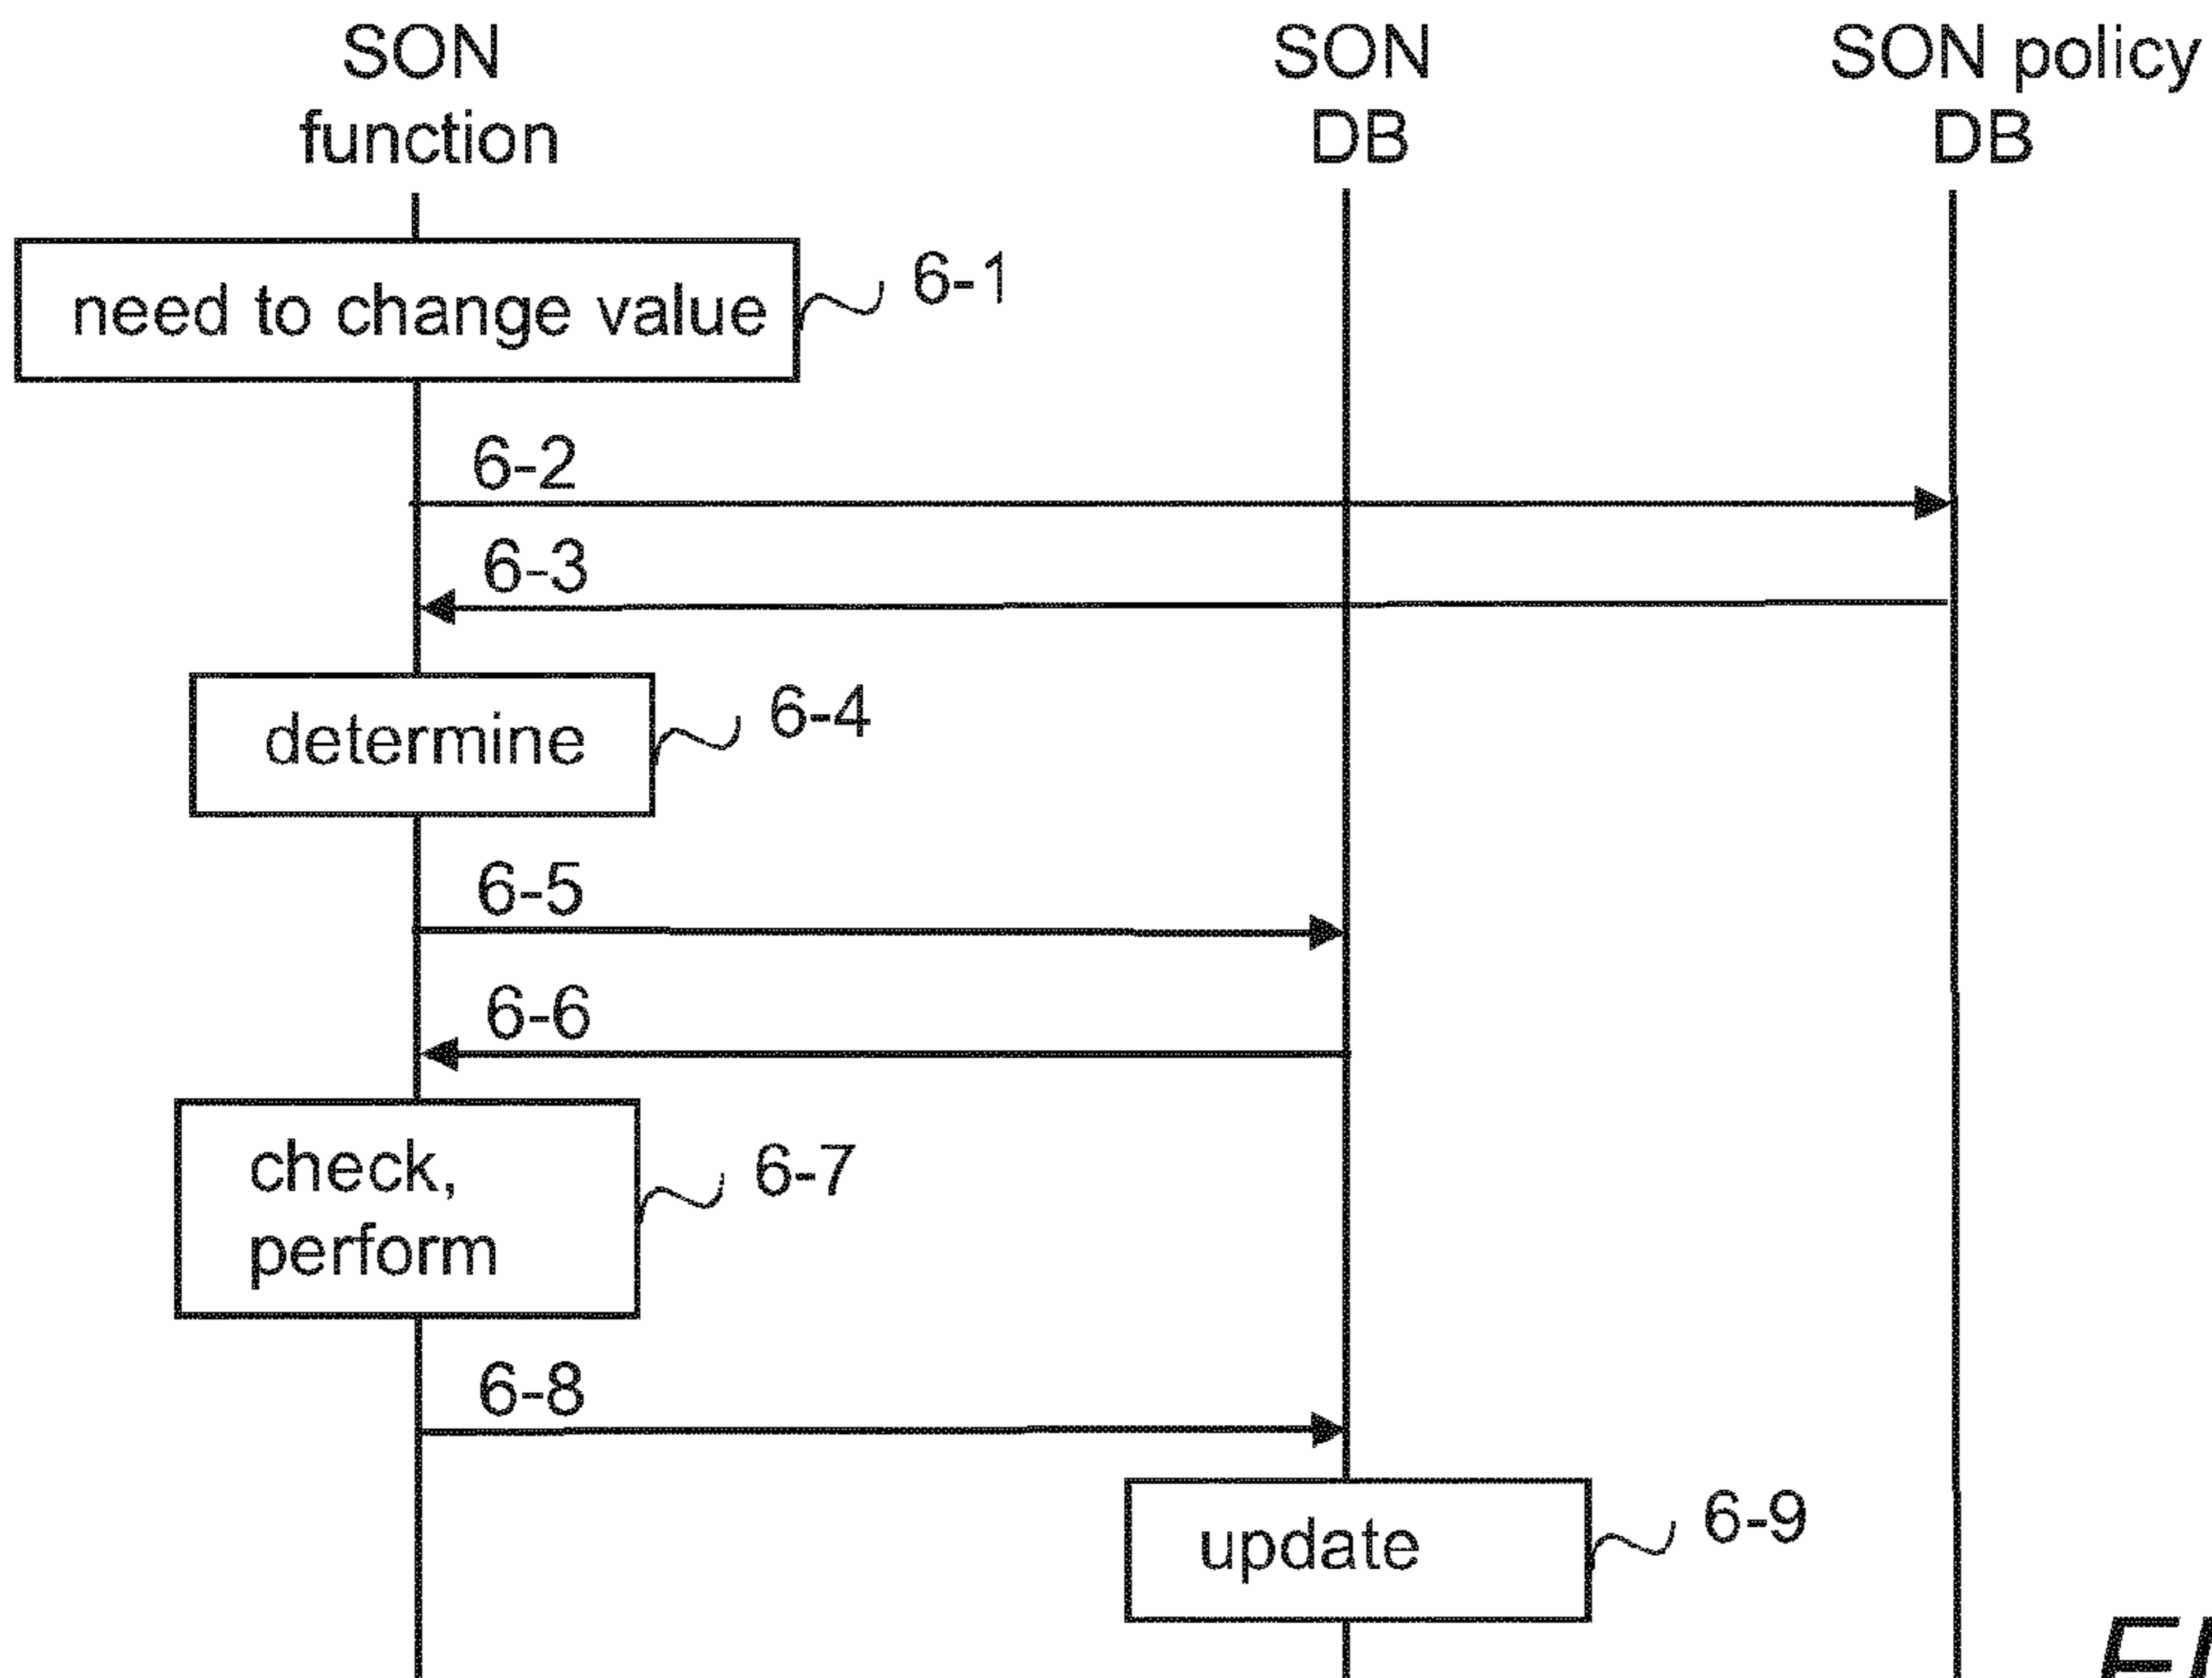 SON
function
SON
DB
SON policy
DB
need to change value
6-1
6-2
6-3
determine
6-4
6-5
6-6
check,
perform
6-7
6-8
update
6-9